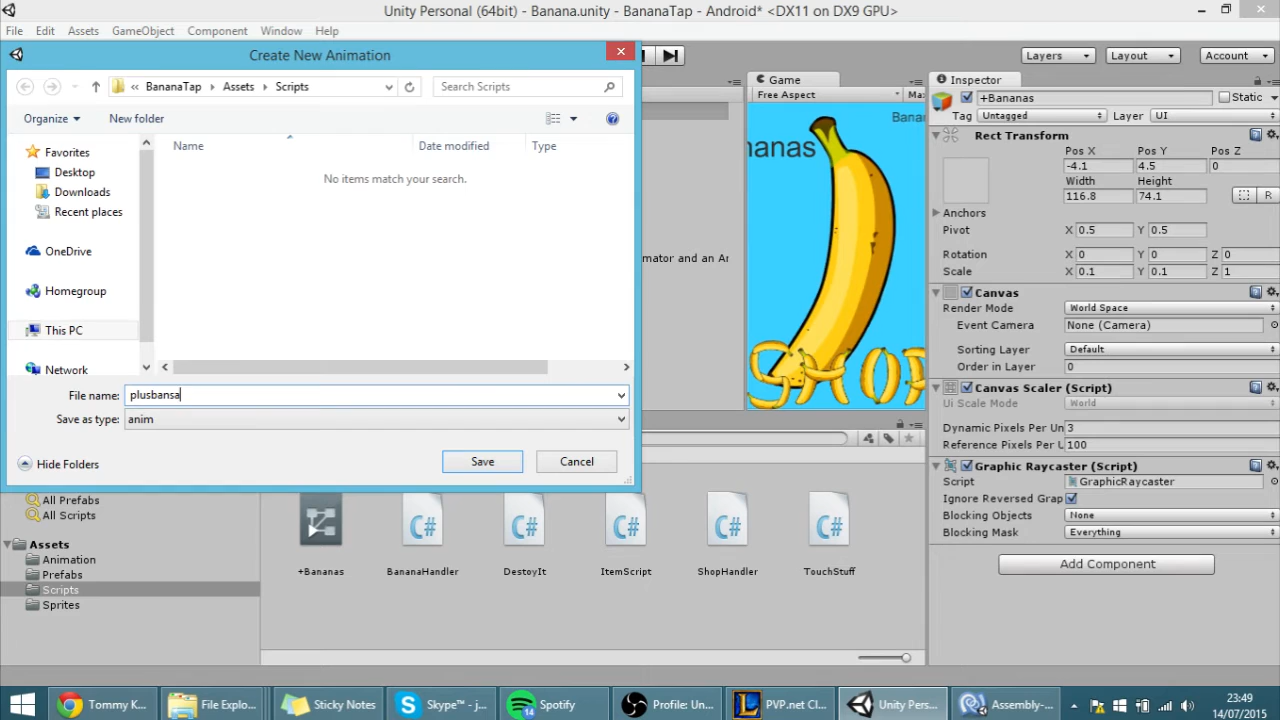 Unity Personal (64bit) - Banana.unity - BananaTap - Android* <DX11 on DX9 GPU>
File Edit Assets GameObject Component Window Help
Create New Animation
Layers Layout Account
« BananaTap Assets Scripts
Search Scripts
Organize New folder
Name Date modified Type
No items match your search.
Favorites
Desktop
Downloads
Recent places
OneDrive
Homegroup
This PC
Network
File name: plusbansa
Save as type: anim
Hide Folders
Save Cancel
mator and an Ar
Game
Free Aspect
Bana
nanas
SHOP
Inspector
+Bananas Static
Tag Untagged Layer UI
Rect Transform
Pos X Pos Y Pos Z
-4.1 4.5 0
Width Height
116.8 74.1 R
Anchors
Pivot X 0.5 Y 0.5
Rotation X 0 Y 0 Z 0
Scale X 0.1 Y 0.1 Z 1
Canvas
Render Mode World Space
Event Camera None (Camera)
Sorting Layer Default
Order in Layer 0
Canvas Scaler (Script)
Ui Scale Mode World
Dynamic Pixels Per Un 3
Reference Pixels Per U 100
Graphic Raycaster (Script)
Script GraphicRaycaster
Ignore Reversed Grap
Blocking Objects None
Blocking Mask Everything
Add Component
All Prefabs
All Scripts
Assets
Animation
Prefabs
Scripts
Sprites
C# C# C# C# C#
+Bananas BananaHandler DestoyIt ItemScript ShopHandler TouchStuff
Tommy K... File Explo... Sticky Notes Skype™ - j... 14 Spotify Profile: Un... PVP.net Cl... Unity Pers... Assembly-...
23:49
14/07/2015